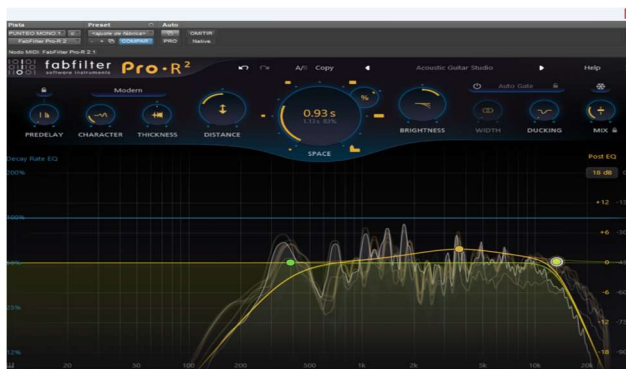 Pista Preset Auto
PUNTEO MONO 1.
<ajuste de fábrica>
OMITIR
FabFilter Pro-R 2
- + COMPAR
PRO Native
Nodo MIDI: FabFilter Pro-R 2 1
fabfilter Pro·R 2
software instruments
A/B Copy
Acoustic Guitar Studio
Help
Modern
Auto Gate
%
0.93 s
PREDELAY CHARACTER THICKNESS DISTANCE
SPACE
BRIGHTNESS WIDTH DUCKING MIX
Decay Rate EQ Post EQ
200% 18 dB
+12
100% +6
0
-6
-12
12% -18
20 50 100 200 500 1k 2k 5k 10k 20k